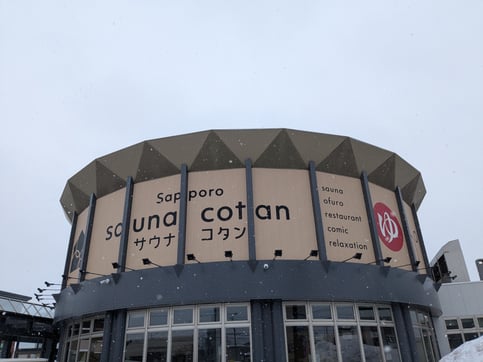 Sapporo
sauna cotan
サウナ コタン
sauna
ofuro
restaurant
comic
relaxation
ゆ